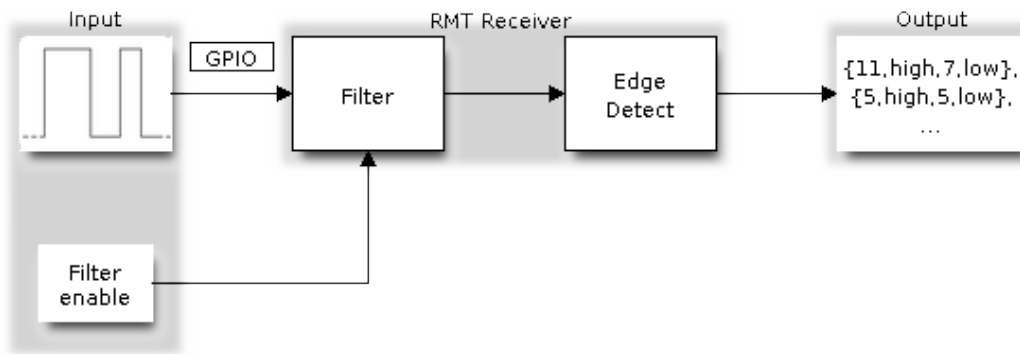 Input
RMT Receiver
Output
GPIO
Filter
Edge
Detect
{11,high,7,low},
{5,high,5,low},
...
Filter
enable